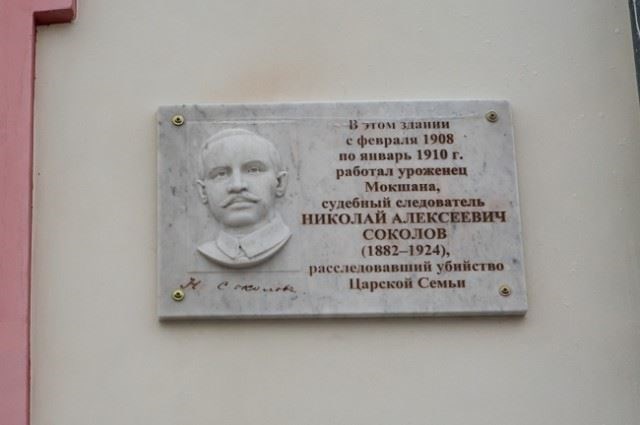 В этом здании
с февраля 1908
по январь 1910 г.
работал уроженец
Мокшана,
судебный следователь
НИКОЛАЙ АЛЕКСЕЕВИЧ
СОКОЛОВ
(1882–1924),
расследовавший убийство
Царской Семьи
Н Соколов